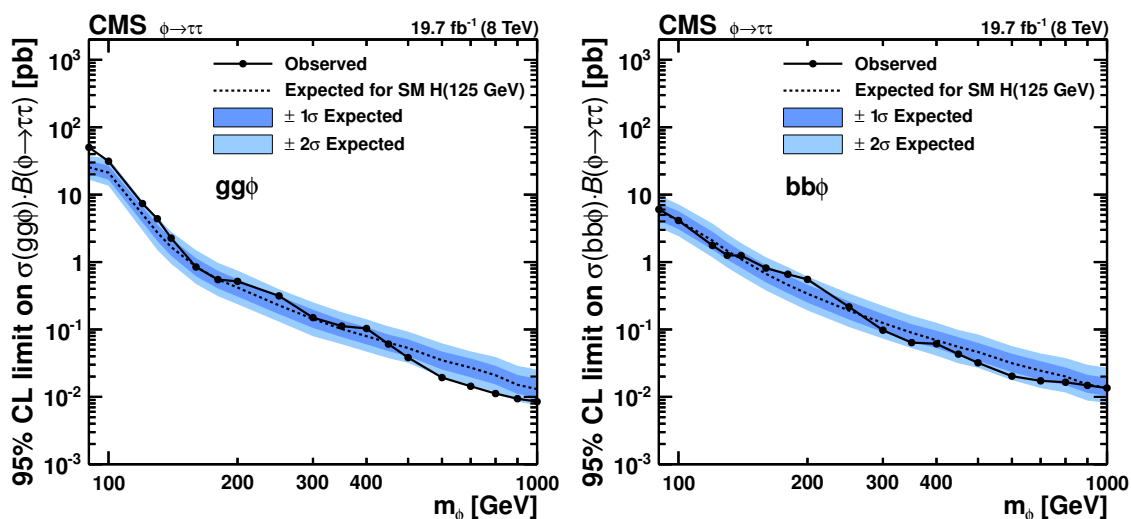 CMS φ→ττ 19.7 fb⁻¹ (8 TeV)
95% CL limit on σ(ggφ)·B(φ→ττ) [pb]
10³
10²
10
1
10⁻¹
10⁻²
10⁻³
Observed
Expected for SM H(125 GeV)
± 1σ Expected
± 2σ Expected
ggφ
100 200 300 400 1000
m_φ [GeV]
CMS φ→ττ 19.7 fb⁻¹ (8 TeV)
95% CL limit on σ(bbφ)·B(φ→ττ) [pb]
10³
10²
10
1
10⁻¹
10⁻²
10⁻³
Observed
Expected for SM H(125 GeV)
± 1σ Expected
± 2σ Expected
bbφ
100 200 300 400 1000
m_φ [GeV]